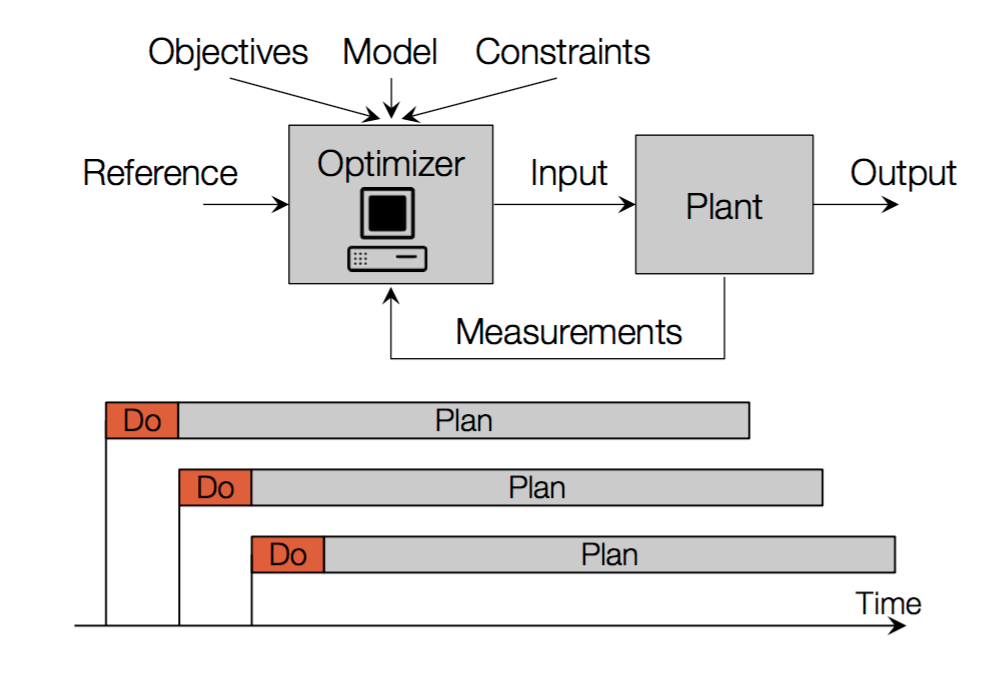 Objectives Model Constraints
Reference
Optimizer
Input
Plant
Output
Measurements
Do Plan
Do Plan
Do Plan
Time